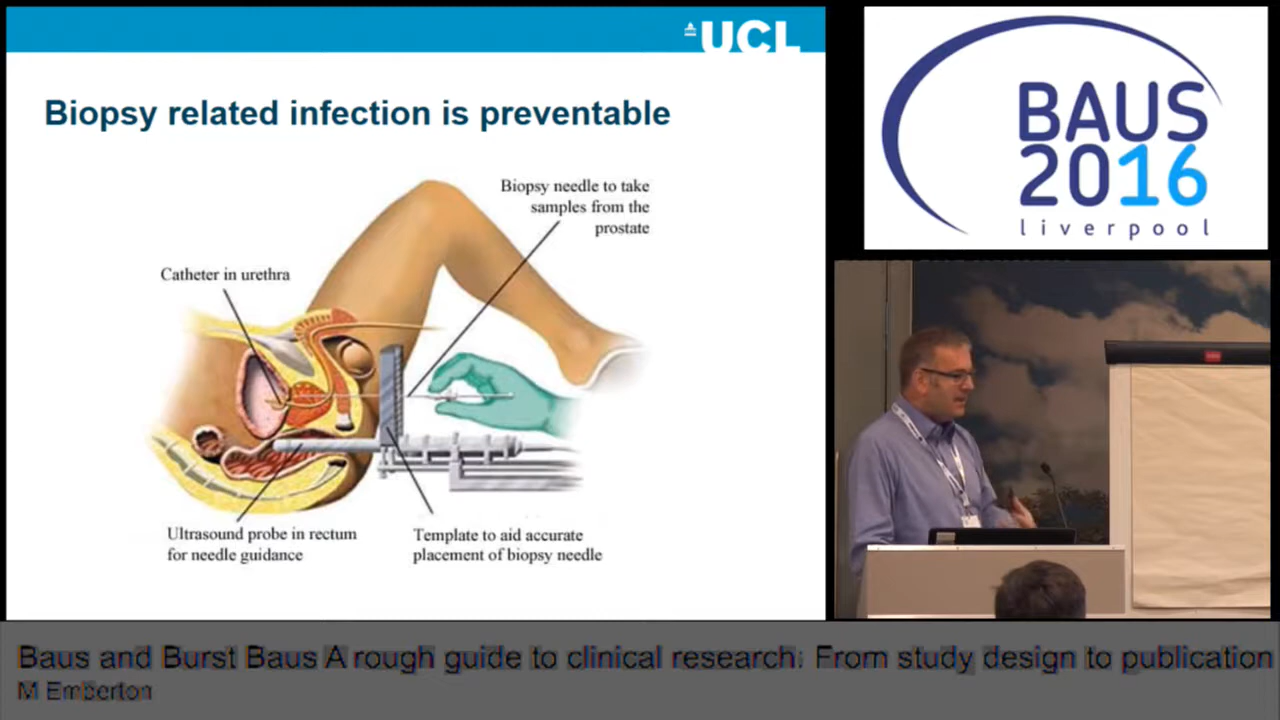 UCL
Biopsy related infection is preventable
Biopsy needle to take
samples from the
prostate
Catheter in urethra
Ultrasound probe in rectum
for needle guidance
Template to aid accurate
placement of biopsy needle
BAUS
2016
liverpool
Baus and Burst Baus A rough guide to clinical research: From study design to publication
M Emberton